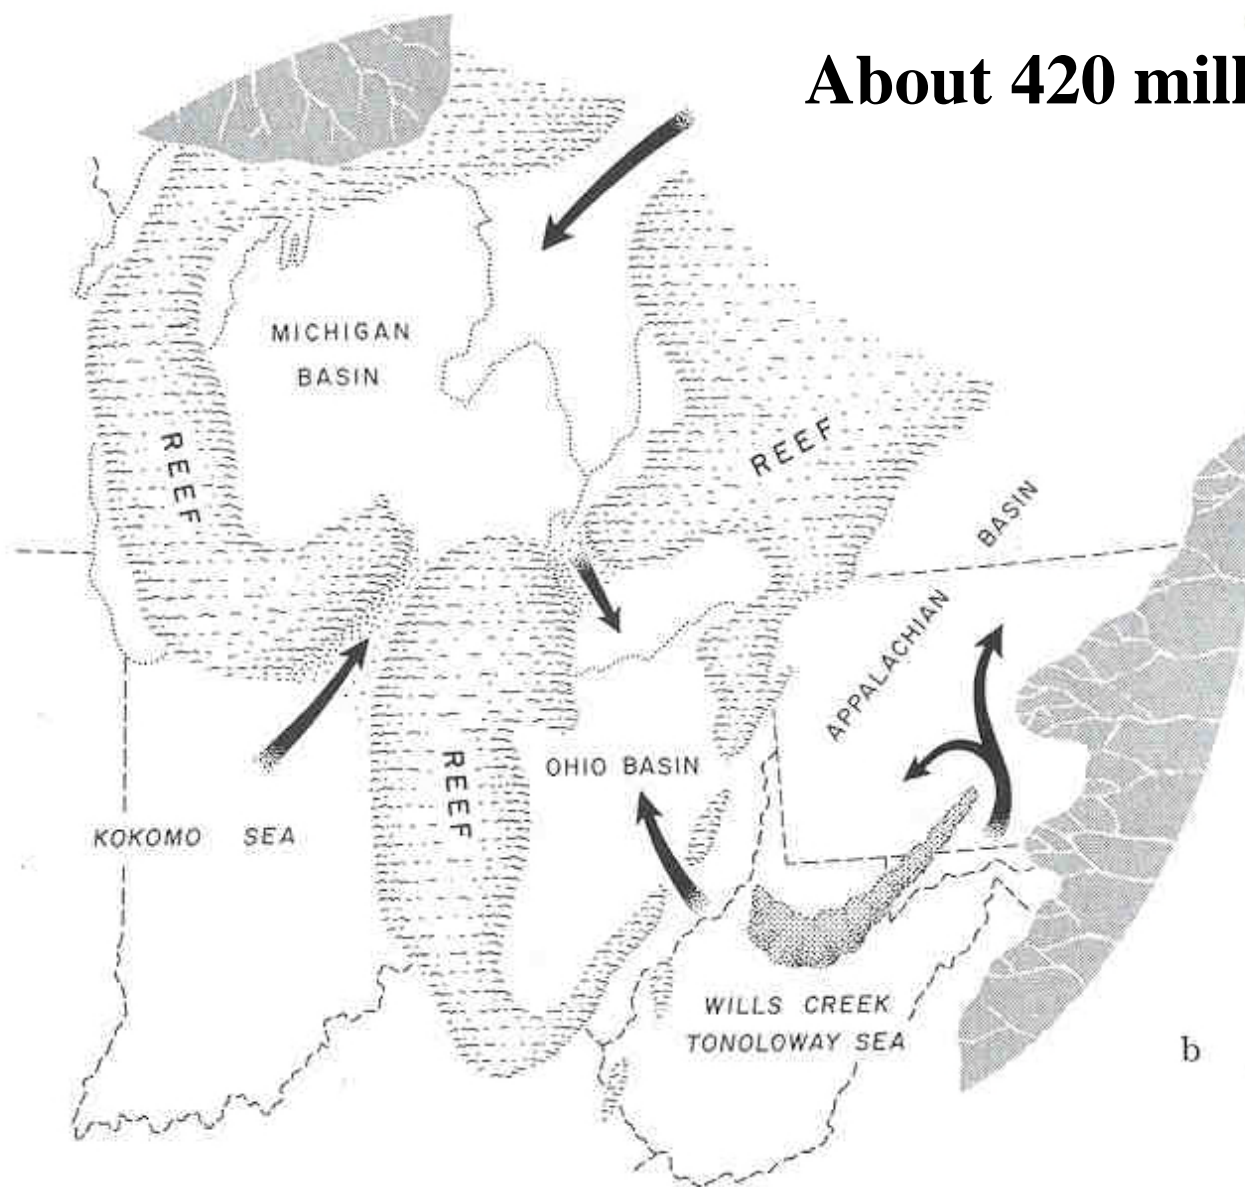 About 420 mill
MICHIGAN
BASIN
REEF
REEF
BASIN
APPALACHIAN
REEF
OHIO BASIN
KOKOMO SEA
WILLS CREEK
TONOLOWAY SEA
b